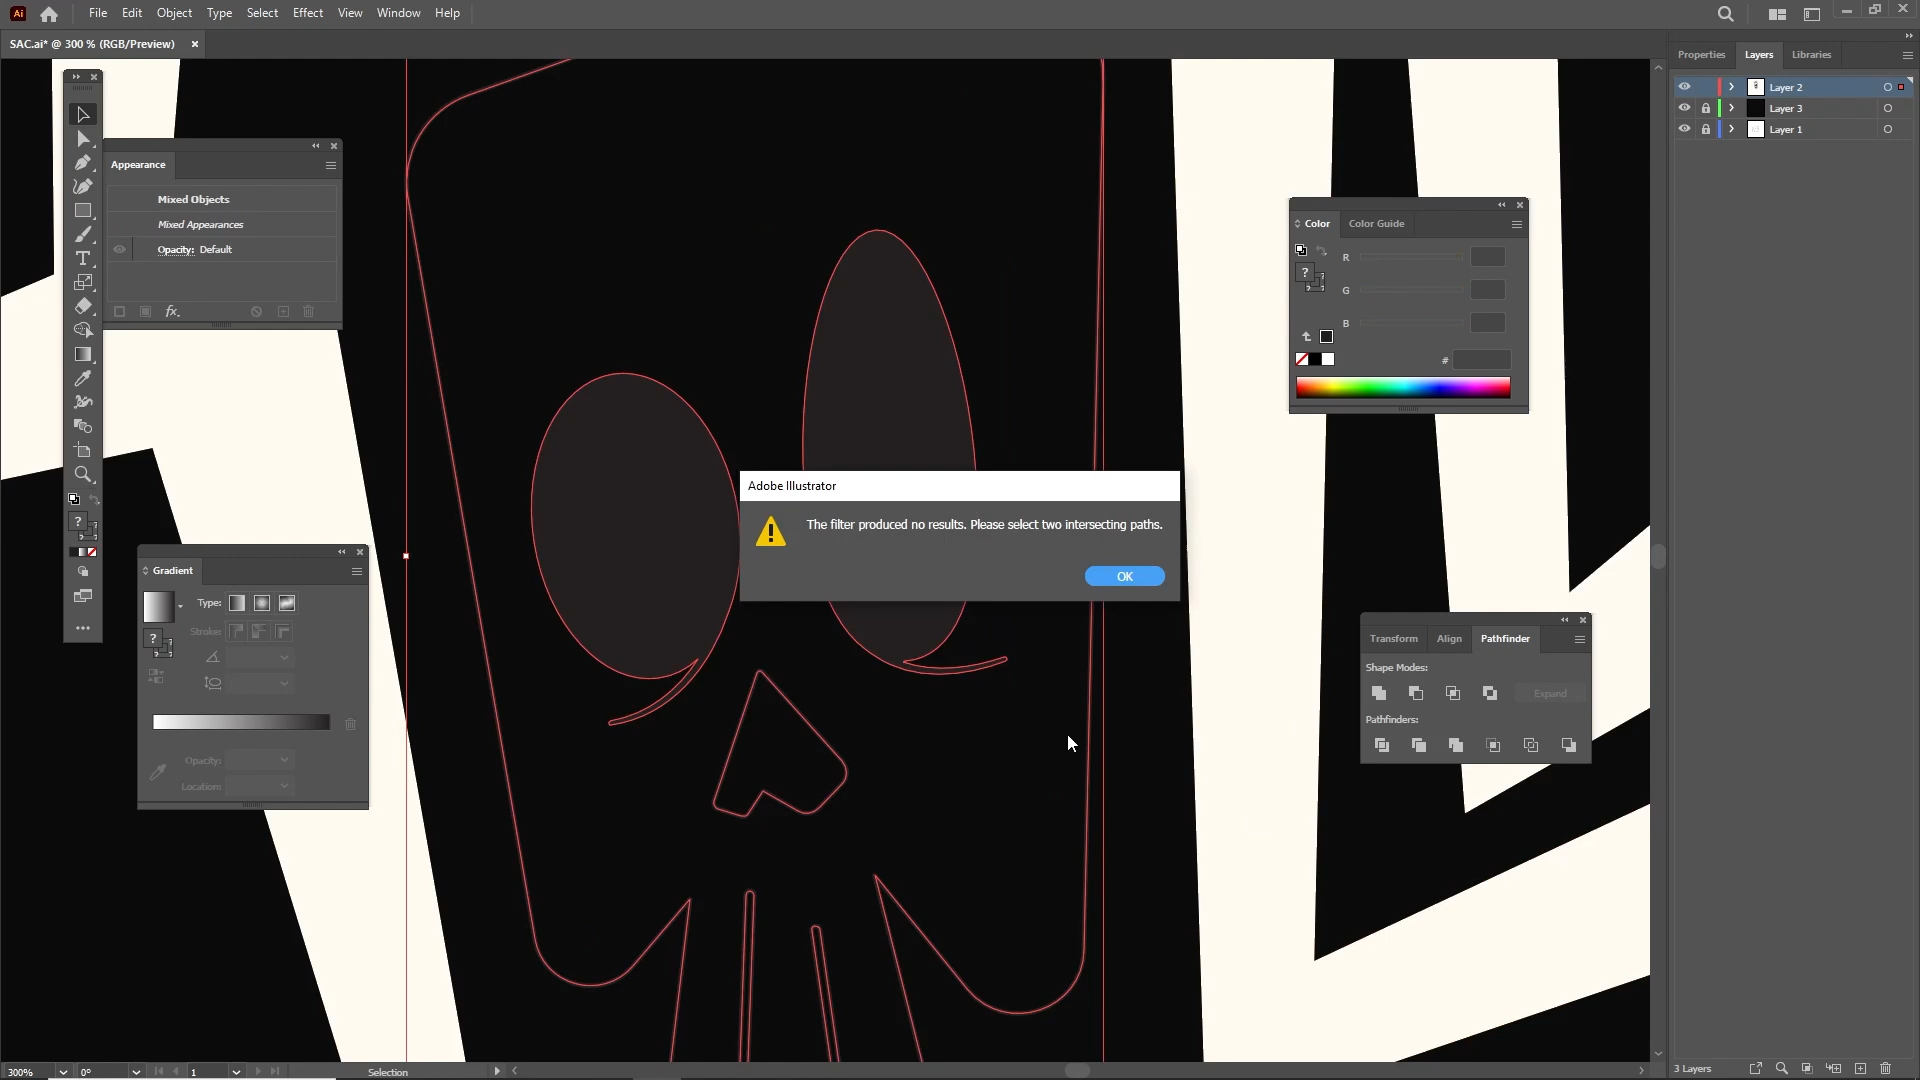 Ai
File Edit Object Type Select Effect View Window Help
SAC.ai* @ 300 % (RGB/Preview) ×
Properties Layers Libraries
Layer 2
Layer 3
Layer 1
Appearance
Mixed Objects
Mixed Appearances
Opacity: Default
fx.
Color Color Guide
R
?
G
B
#
Adobe Illustrator
The filter produced no results. Please select two intersecting paths.
OK
T
?
Gradient
Type:
Stroke:
?
Opacity:
Location:
Transform Align Pathfinder
Shape Modes:
Expand
Pathfinders:
300% 0° 1 Selection
3 Layers